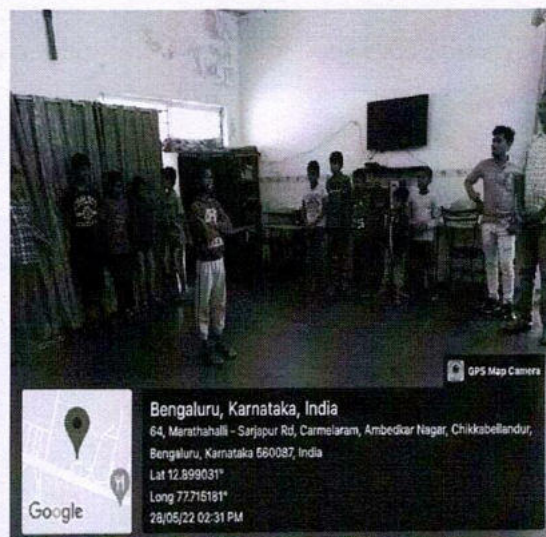 GPS Map Camera
Bengaluru, Karnataka, India
64, Marathahalli - Sarjapur Rd, Carmelaram, Ambedkar Nagar, Chikkabellandur,
Bengaluru, Karnataka 560087, India
Lat 12.899031°
Long 77.715181°
28/05/22 02:31 PM
Google